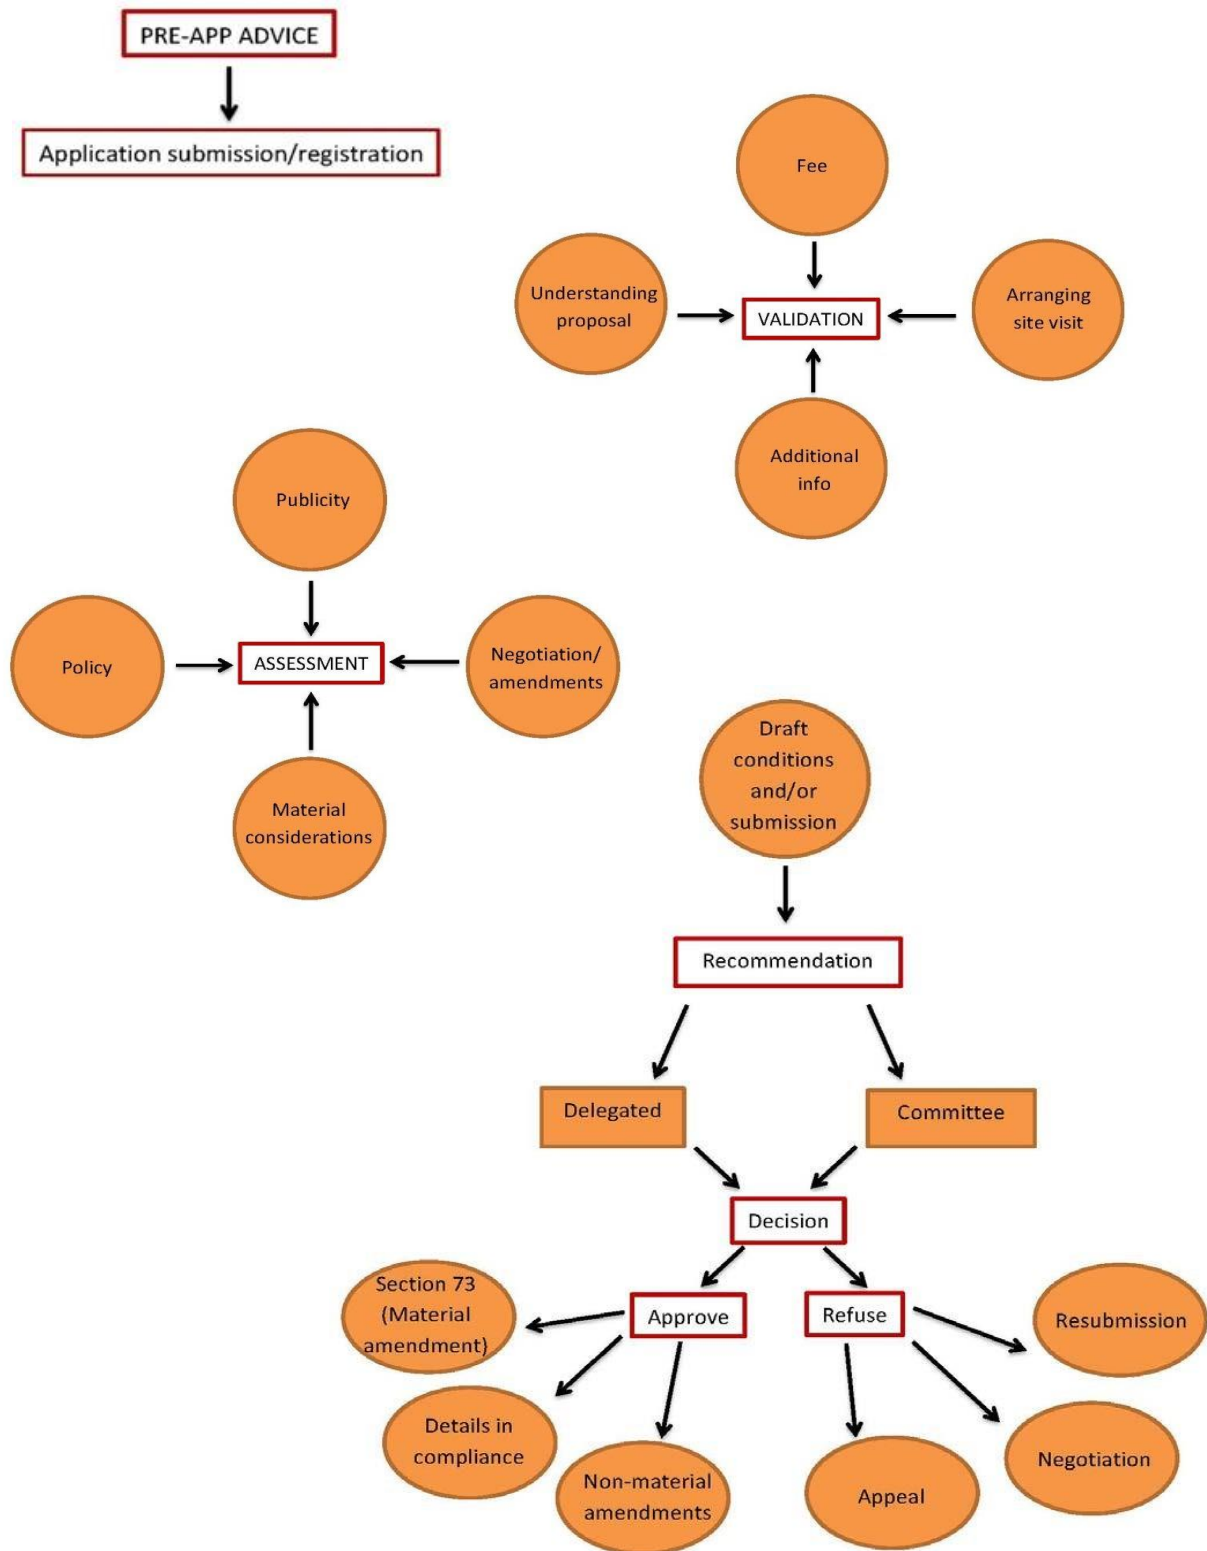 PRE-APP ADVICE
Application submission/registration
Fee
Understanding
proposal
VALIDATION
Arranging
site visit
Additional
info
Publicity
Policy
ASSESSMENT
Negotiation/
amendments
Material
considerations
Draft
conditions
and/or
submission
Recommendation
Delegated
Committee
Decision
Section 73
(Material
amendment)
Approve
Refuse
Resubmission
Details in
compliance
Non-material
amendments
Appeal
Negotiation